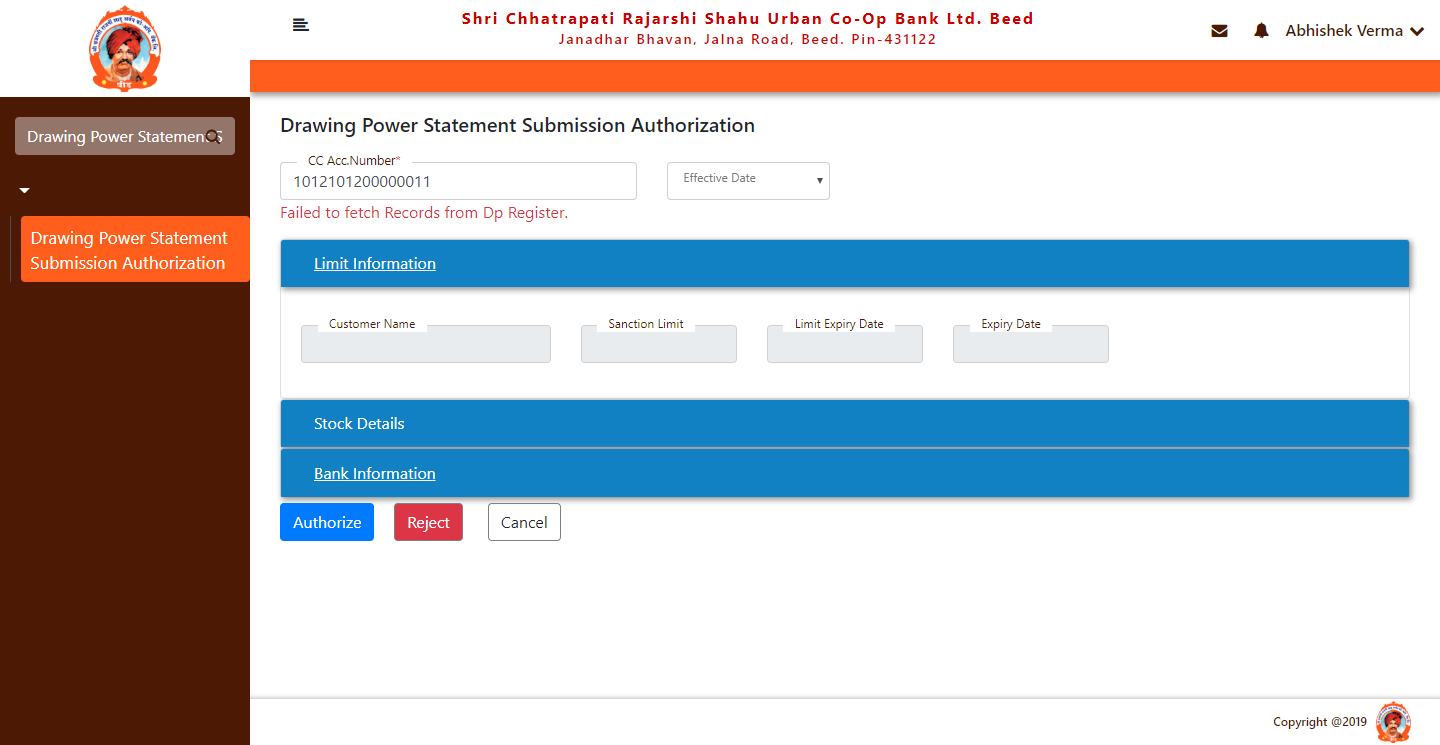 Shri Chhatrapati Rajarshi Shahu Urban Co-Op Bank Ltd. Beed
Janadhar Bhavan, Jalna Road, Beed. Pin-431122
Abhishek Verma
Drawing Power Statement S
Drawing Power Statement
Submission Authorization
Drawing Power Statement Submission Authorization
CC Acc.Number*
1012101200000011
Effective Date
Failed to fetch Records from Dp Register.
Limit Information
Customer Name
Sanction Limit
Limit Expiry Date
Expiry Date
Stock Details
Bank Information
Authorize
Reject
Cancel
Copyright @2019